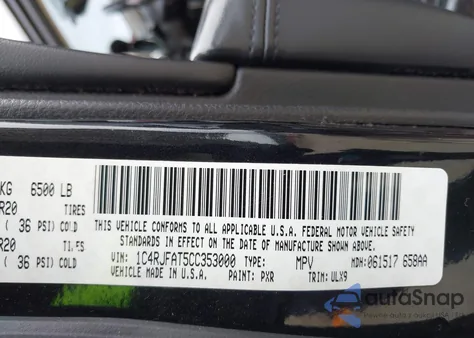 KG 6500 LB
R20 TIRES
( 36 PSI) COLD
R20 TIRES
( 36 PSI) COLD
THIS VEHICLE CONFORMS TO ALL APPLICABLE U.S.A. FEDERAL MOTOR VEHICLE SAFETY
STANDARDS IN EFFECT ON THE DATE OF MANUFACTURE SHOWN ABOVE.
VIN: 1C4RJFAT5CC353000 TYPE: MPV MDH: 061517 658AA
MADE IN U.S.A. PAINT: PXR TRIM: ULX9
autoSnap